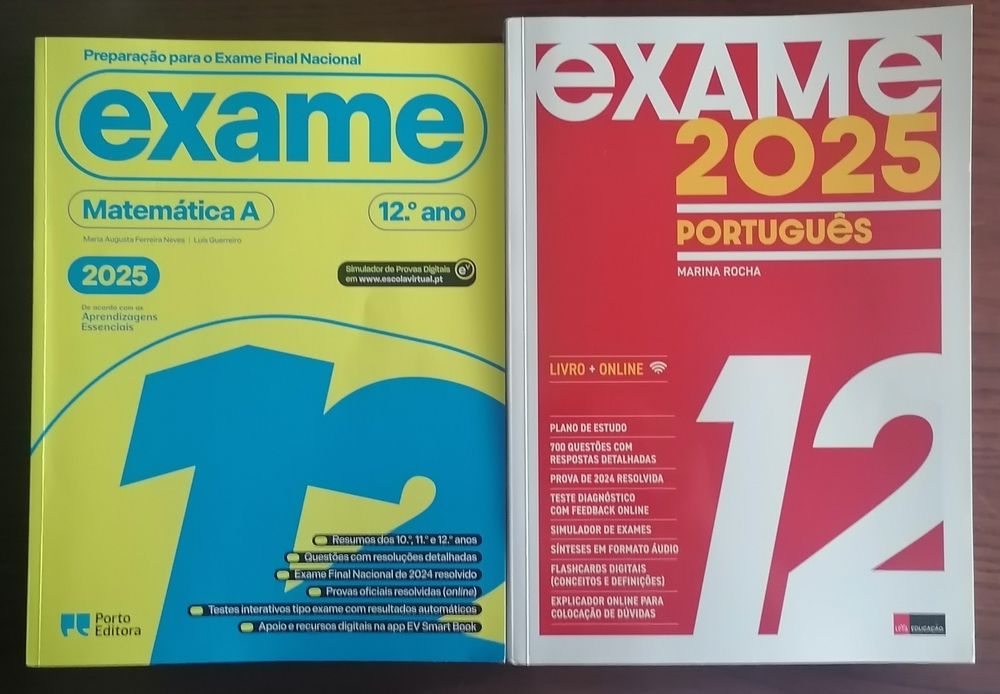 Preparação para o Exame Final Nacional
exame
Matemática A
12.º ano
Maria Augusta Ferreira Neves | Luís Guerreiro
2025
Simulador de Provas Digitais
em www.escolavirtual.pt
ev
De acordo com as
Aprendizagens
Essenciais
12
Resumos dos 10.º, 11.º e 12.º anos
Questões com resoluções detalhadas
Exame Final Nacional de 2024 resolvido
Provas oficiais resolvidas (online)
Testes interativos tipo exame com resultados automáticos
Apoio e recursos digitais na app EV Smart Book
Porto
Editora
exame
2025
PORTUGUÊS
MARINA ROCHA
LIVRO + ONLINE
12
PLANO DE ESTUDO
700 QUESTÕES COM
RESPOSTAS DETALHADAS
PROVA DE 2024 RESOLVIDA
TESTE DIAGNÓSTICO
COM FEEDBACK ONLINE
SIMULADOR DE EXAMES
SÍNTESES EM FORMATO ÁUDIO
FLASHCARDS DIGITAIS
(CONCEITOS E DEFINIÇÕES)
EXPLICADOR ONLINE PARA
COLOCAÇÃO DE DÚVIDAS
LEYA EDUCAÇÃO